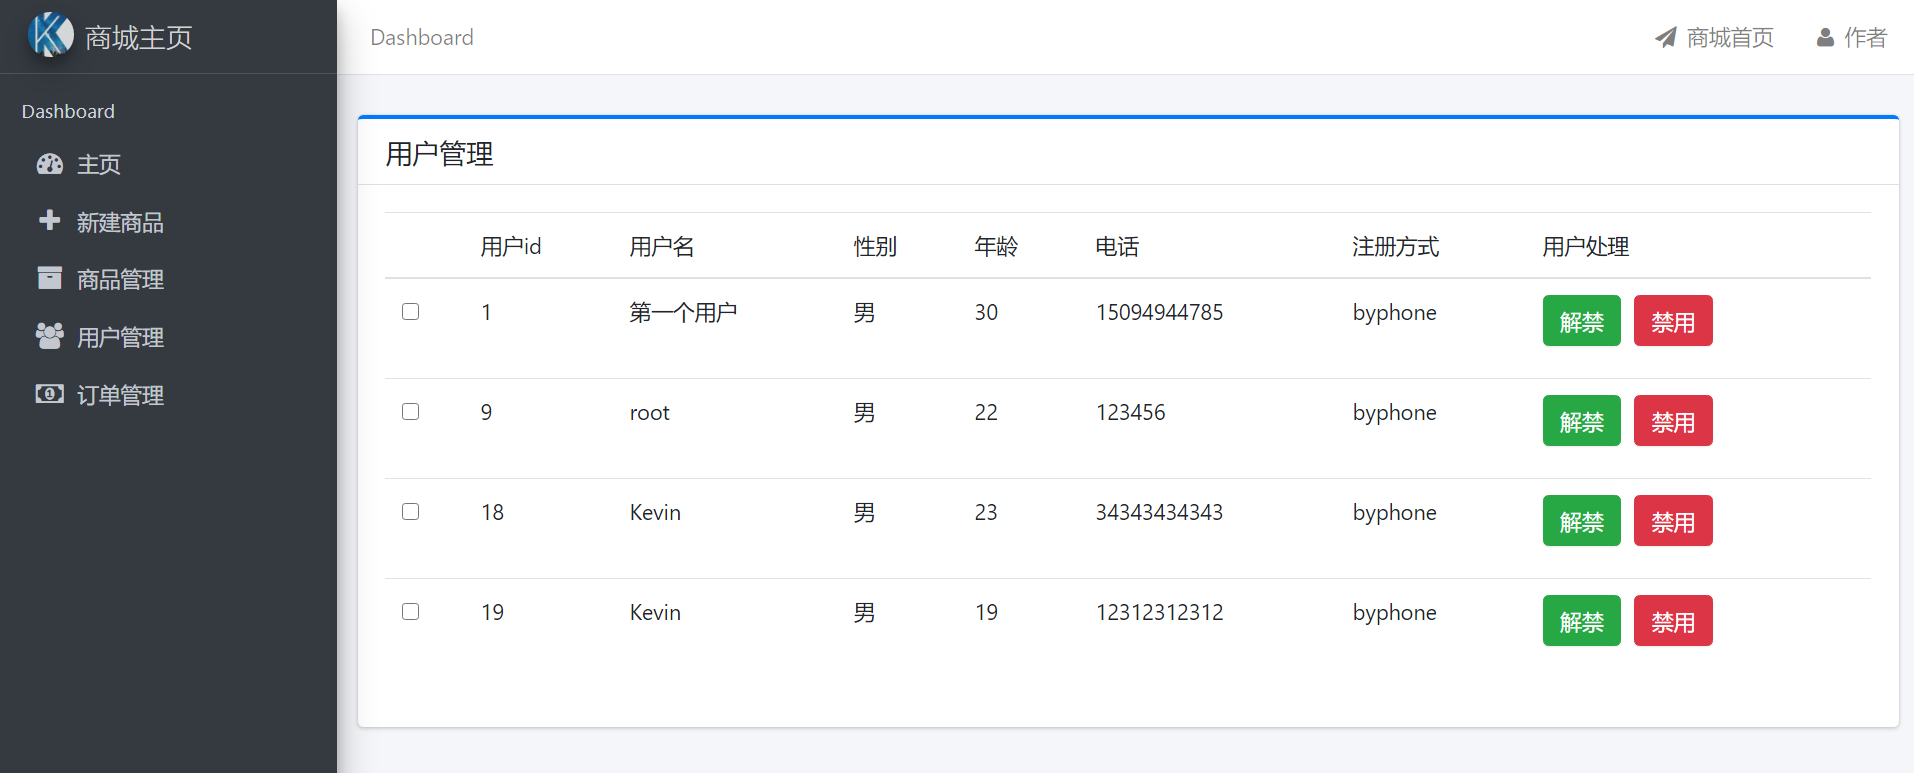 商城主页
Dashboard
商城首页
作者
Dashboard
主页
新建商品
商品管理
用户管理
订单管理
用户管理
用户id 用户名 性别 年龄 电话 注册方式 用户处理
1 第一个用户 男 30 15094944785 byphone 解禁 禁用
9 root 男 22 123456 byphone 解禁 禁用
18 Kevin 男 23 34343434343 byphone 解禁 禁用
19 Kevin 男 19 12312312312 byphone 解禁 禁用